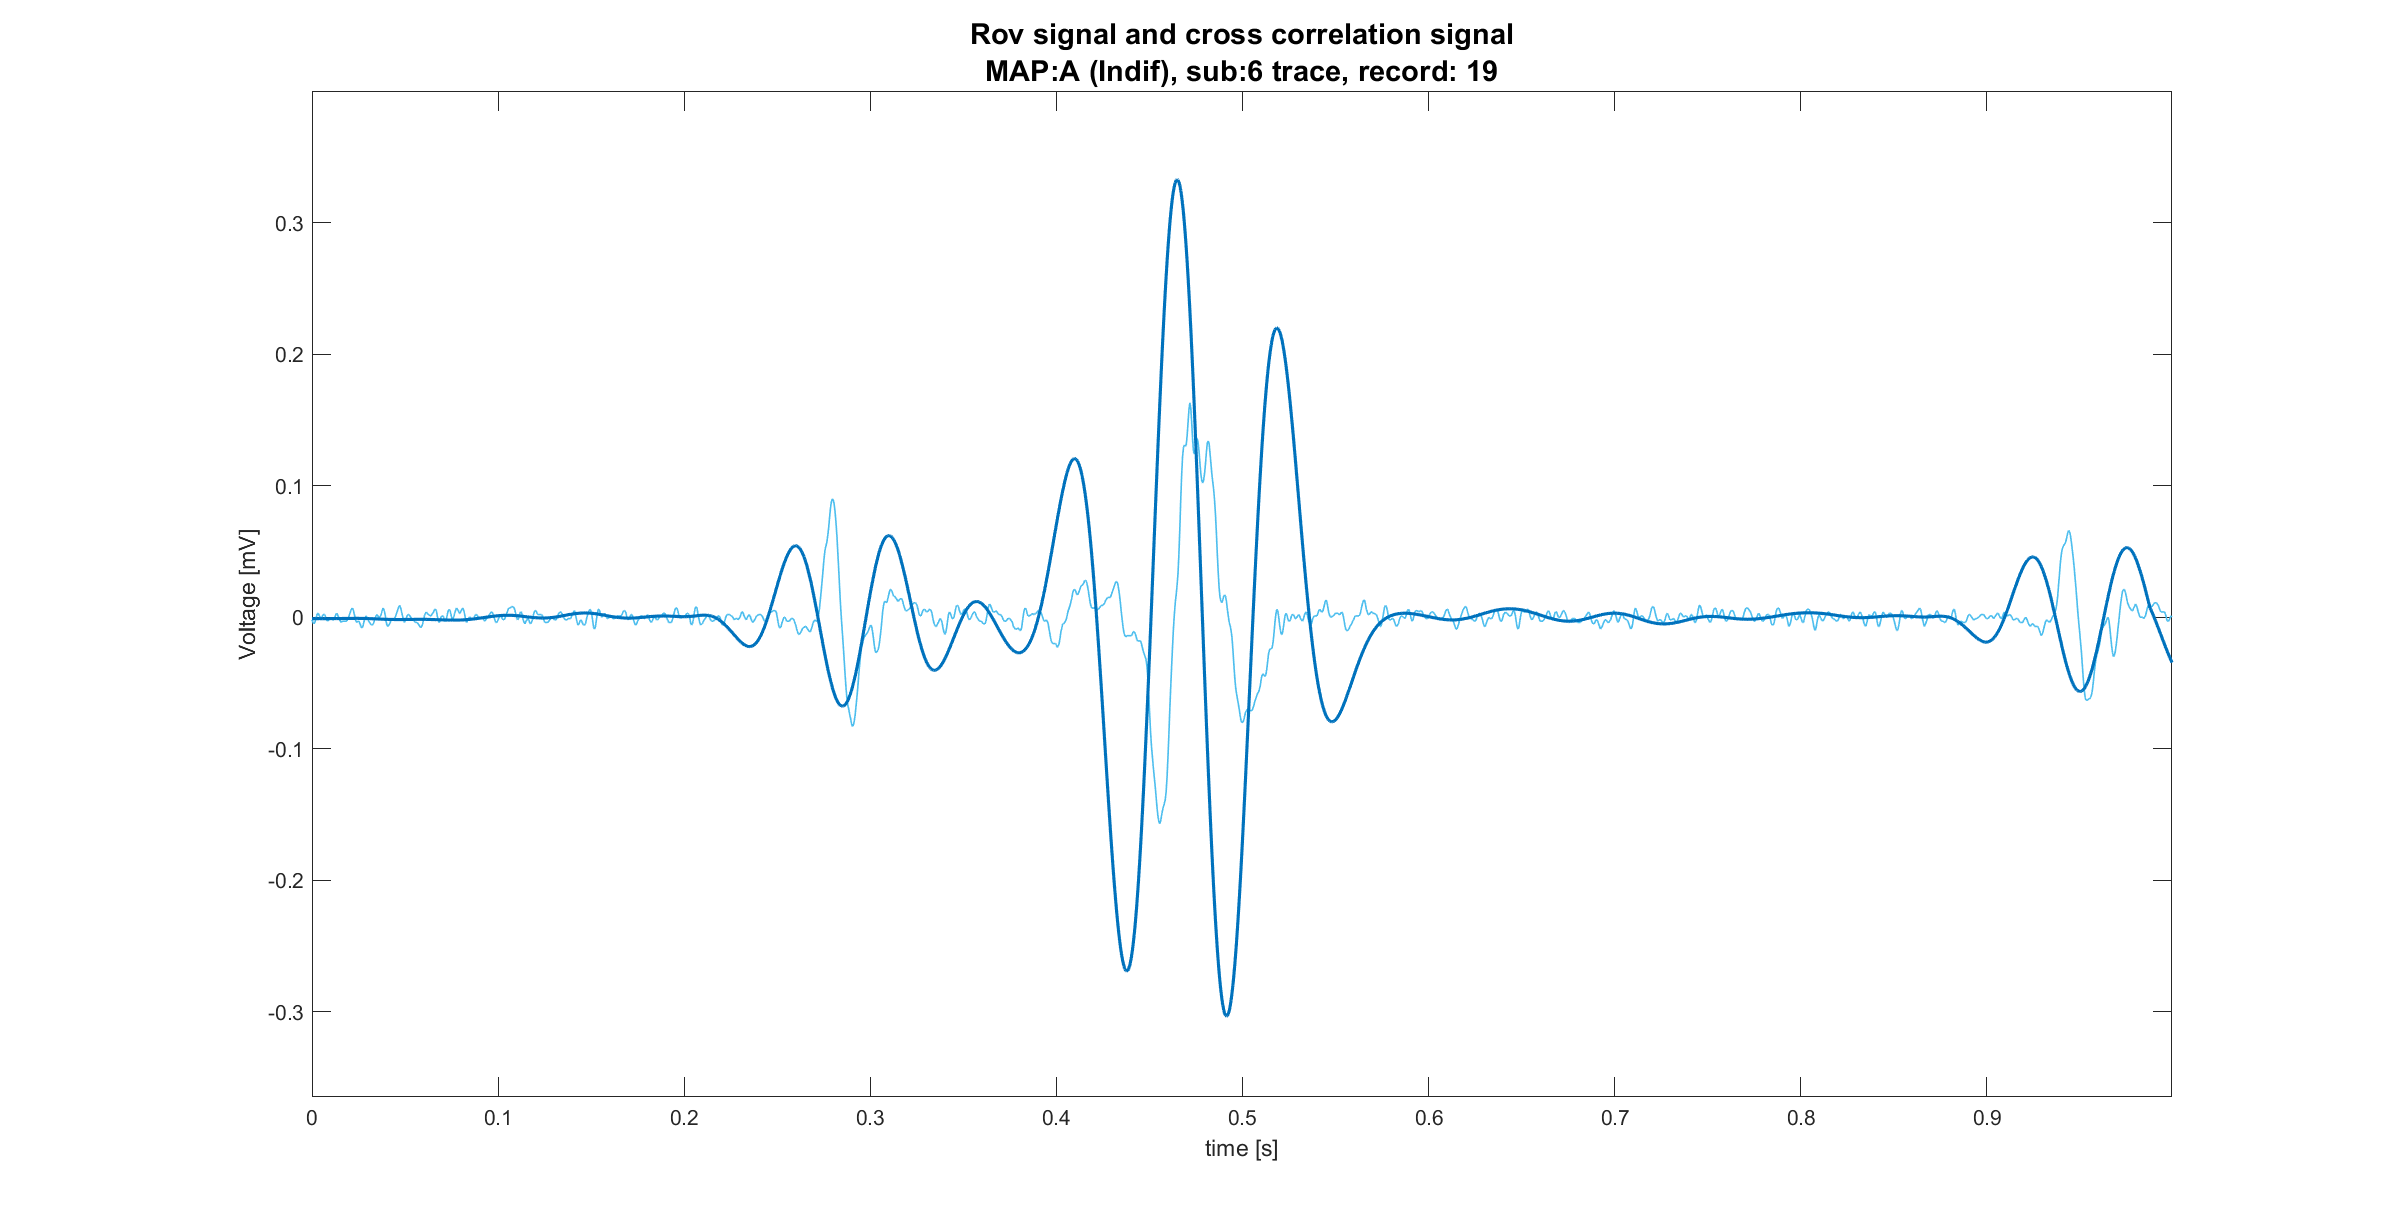 Rov signal and cross correlation signal
MAP:A (Indif), sub:6 trace, record: 19
Voltage [mV]
0.3
0.2
0.1
0
-0.1
-0.2
-0.3
0 0.1 0.2 0.3 0.4 0.5 0.6 0.7 0.8 0.9
time [s]